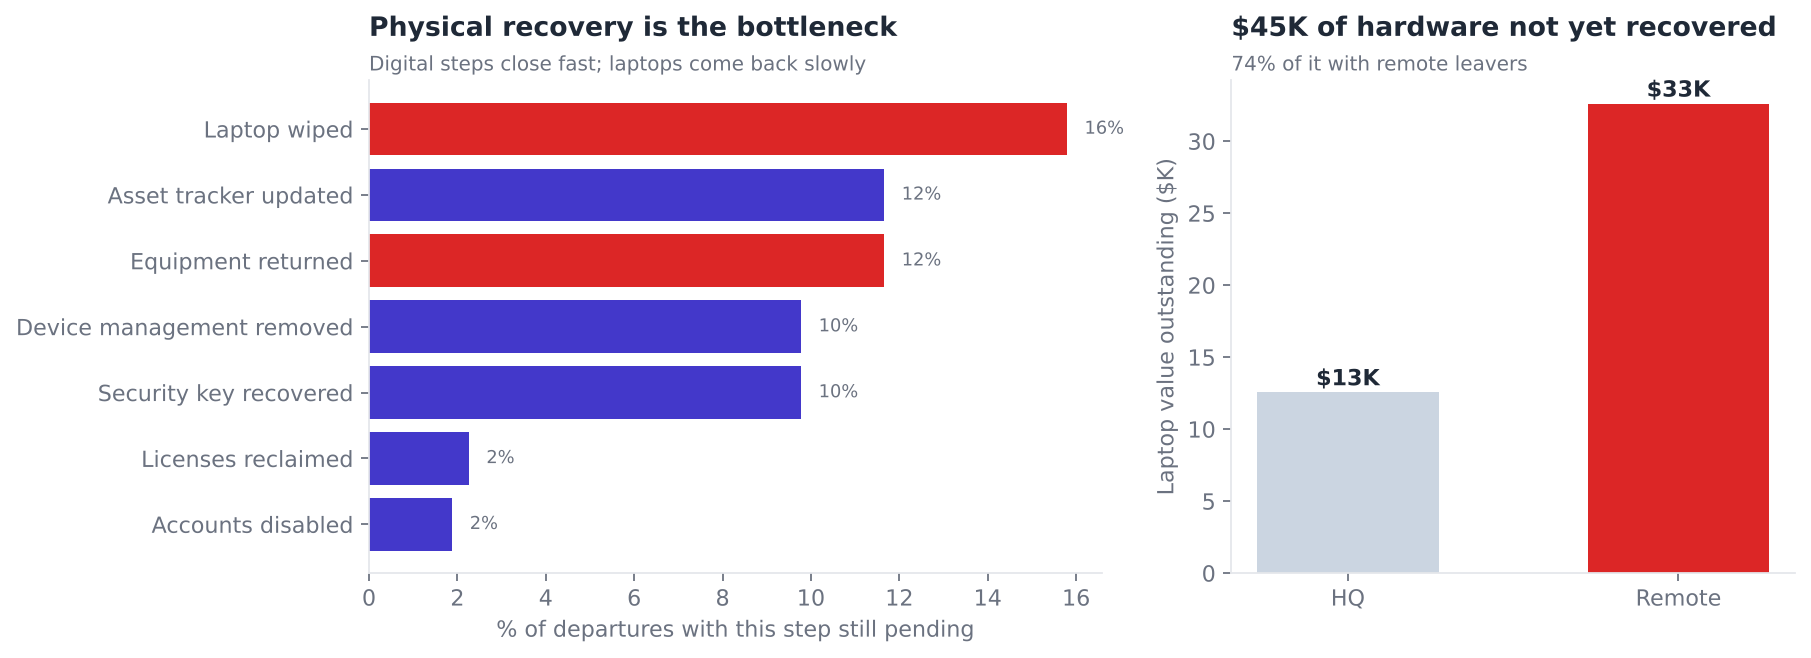 Physical recovery is the bottleneck
Digital steps close fast; laptops come back slowly
Laptop wiped
16%
Asset tracker updated
12%
Equipment returned
12%
Device management removed
10%
Security key recovered
10%
Licenses reclaimed
2%
Accounts disabled
2%
0 2 4 6 8 10 12 14 16
% of departures with this step still pending
$45K of hardware not yet recovered
74% of it with remote leavers
Laptop value outstanding ($K)
30
25
20
15
10
5
0
$13K
$33K
HQ Remote